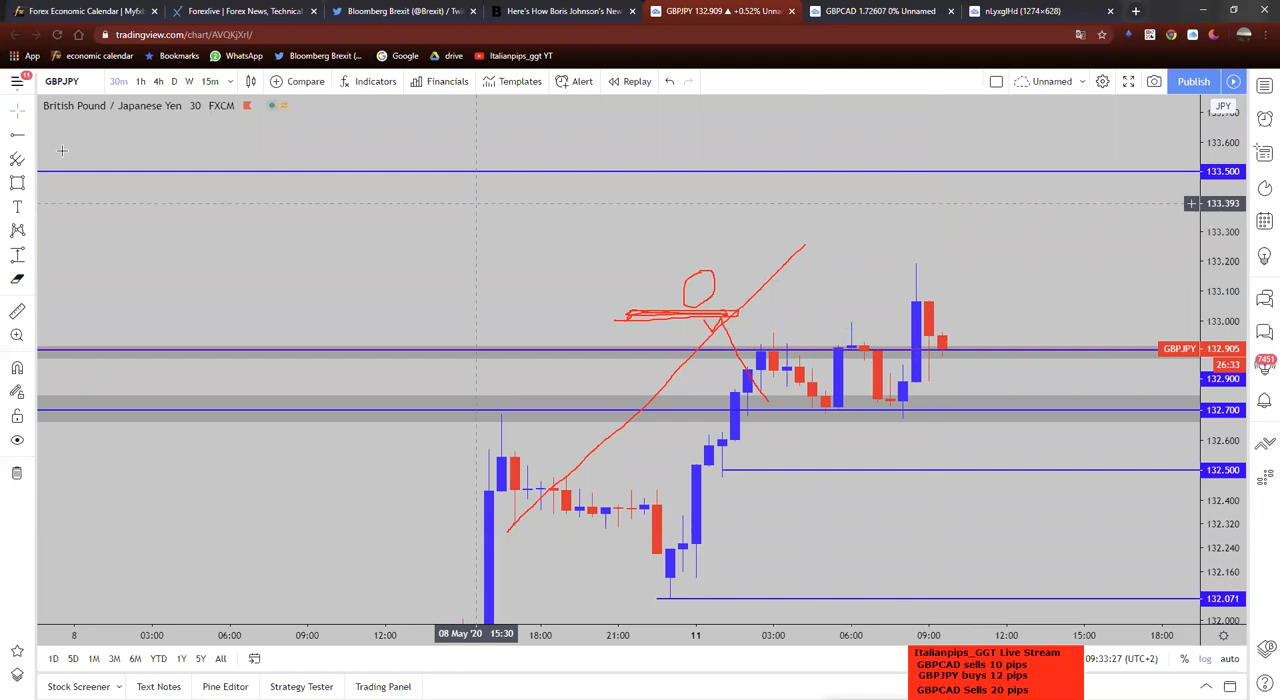 Forex Economic Calendar | Myfx
Forexlive | Forex News, Technical
Bloomberg Brexit (@Brexit) / Twi
Here's How Boris Johnson's New
GBPJPY 132.909 ▲ +0.52% Unna
GBPCAD 1.72607 0% Unnamed
nLyxglHd (1274×628)
tradingview.com/chart/AVQKjXrI/
App economic calendar Bookmarks WhatsApp Bloomberg Brexit (... Google drive Italianpips_ggt YT
11
GBPJPY 30m 1h 4h D W 15m Compare Indicators Financials Templates Alert Replay Unnamed Publish
British Pound / Japanese Yen 30 FXCM
JPY
133.700
133.600
133.500
133.393
133.300
133.200
133.100
133.000
GBPJPY 132.905
26:33
132.900
132.700
132.600
132.500
132.400
132.320
132.240
132.160
132.071
132.000
7451
8 03:00 06:00 09:00 12:00 08 May '20 15:30 18:00 21:00 11 03:00 06:00 09:00 12:00 15:00 18:00
1D 5D 1M 3M 6M YTD 1Y 5Y All
09:33:27 (UTC+2) % log auto
Italianpips_GGT Live Stream
GBPCAD sells 10 pips
GBPJPY buys 12 pips
GBPCAD Sells 20 pips
Stock Screener Text Notes Pine Editor Strategy Tester Trading Panel